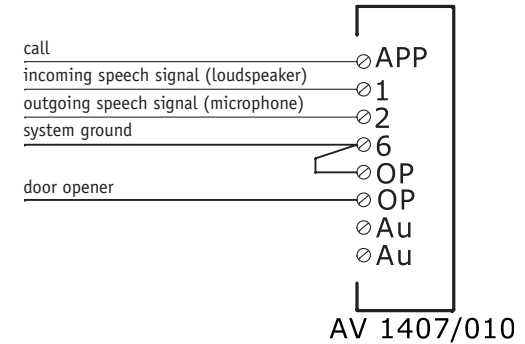 call
APP
incoming speech signal (loudspeaker)
1
outgoing speech signal (microphone)
2
system ground
6
OP
door opener
OP
Au
Au
AV 1407/010